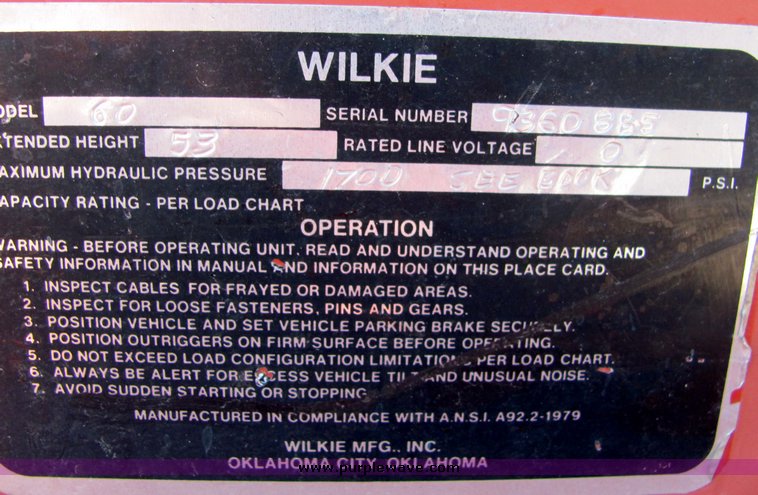 WILKIE
ODEL 60 SERIAL NUMBER
XTENDED HEIGHT 53 RATED LINE VOLTAGE 0
AXIMUM HYDRAULIC PRESSURE 1700 SEE BOOK P.S.I.
APACITY RATING - PER LOAD CHART
OPERATION
WARNING - BEFORE OPERATING UNIT, READ AND UNDERSTAND OPERATING AND
SAFETY INFORMATION IN MANUAL AND INFORMATION ON THIS PLACE CARD.
1. INSPECT CABLES FOR FRAYED OR DAMAGED AREAS.
2. INSPECT FOR LOOSE FASTENERS, PINS AND GEARS.
3. POSITION VEHICLE AND SET VEHICLE PARKING BRAKE SECURELY.
4. POSITION OUTRIGGERS ON FIRM SURFACE BEFORE OPERATING.
5. DO NOT EXCEED LOAD CONFIGURATION LIMITATIONS PER LOAD CHART.
6. ALWAYS BE ALERT FOR EXCESS VEHICLE TILT AND UNUSUAL NOISE.
7. AVOID SUDDEN STARTING OR STOPPING
MANUFACTURED IN COMPLIANCE WITH A.N.S.I. A92.2-1979
WILKIE MFG., INC.
OKLAHOMA CITY, OKLAHOMA
www.purplewave.com